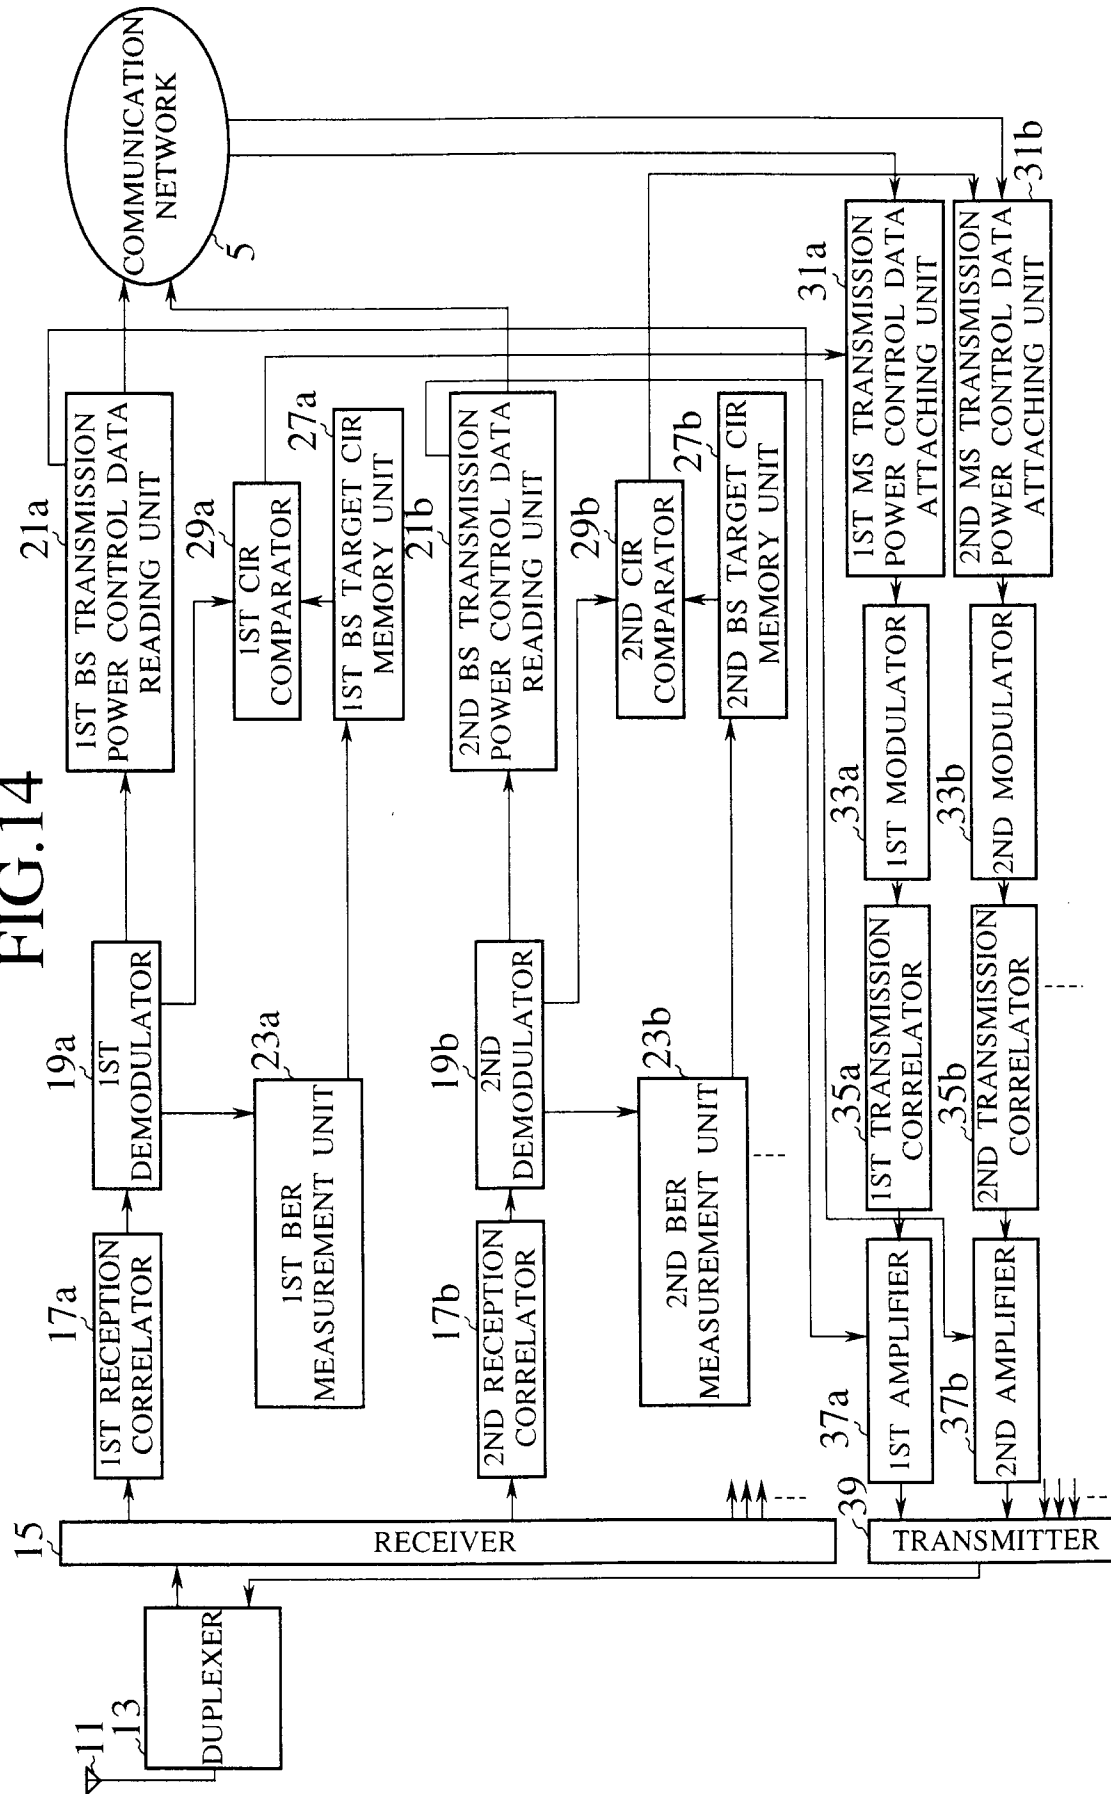 FIG.14
11
13
DUPLEXER
15
RECEIVER
17a
1ST RECEPTION
CORRELATOR
19a
1ST
DEMODULATOR
21a
1ST BS TRANSMISSION
POWER CONTROL DATA
READING UNIT
COMMUNICATION
NETWORK
5
23a
1ST BER
MEASUREMENT UNIT
29a
1ST CIR
COMPARATOR
27a
1ST BS TARGET CIR
MEMORY UNIT
17b
2ND RECEPTION
CORRELATOR
19b
2ND
DEMODULATOR
21b
2ND BS TRANSMISSION
POWER CONTROL DATA
READING UNIT
23b
2ND BER
MEASUREMENT UNIT
29b
2ND CIR
COMPARATOR
27b
2ND BS TARGET CIR
MEMORY UNIT
39
TRANSMITTER
37a
1ST AMPLIFIER
35a
1ST TRANSMISSION
CORRELATOR
33a
1ST MODULATOR
31a
1ST MS TRANSMISSION
POWER CONTROL DATA
ATTACHING UNIT
37b
2ND AMPLIFIER
35b
2ND TRANSMISSION
CORRELATOR
33b
2ND MODULATOR
31b
2ND MS TRANSMISSION
POWER CONTROL DATA
ATTACHING UNIT